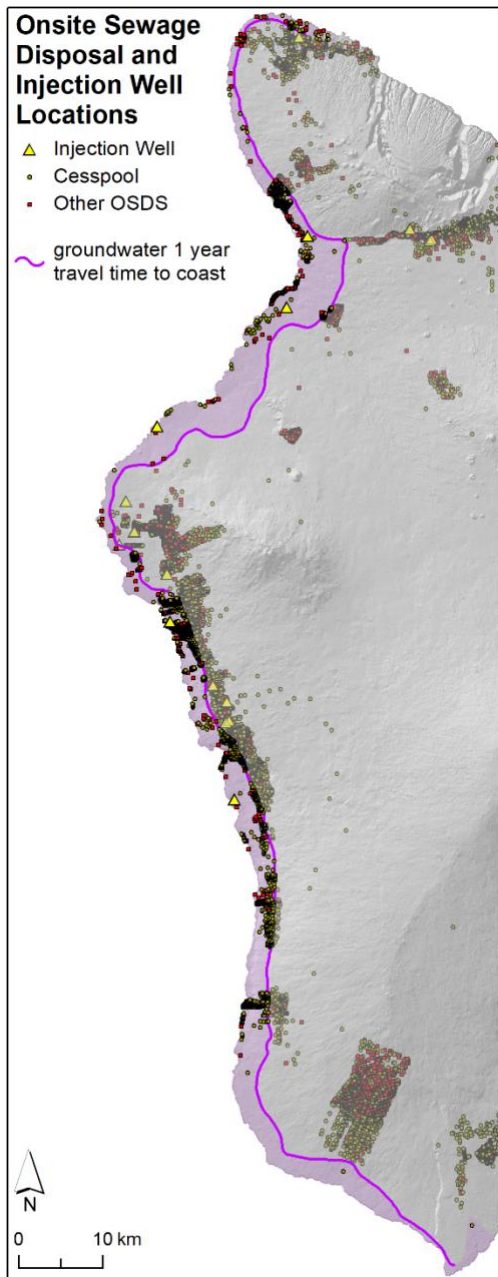 Onsite Sewage
Disposal and
Injection Well
Locations
Injection Well
Cesspool
Other OSDS
groundwater 1 year
travel time to coast
N
0 10 km